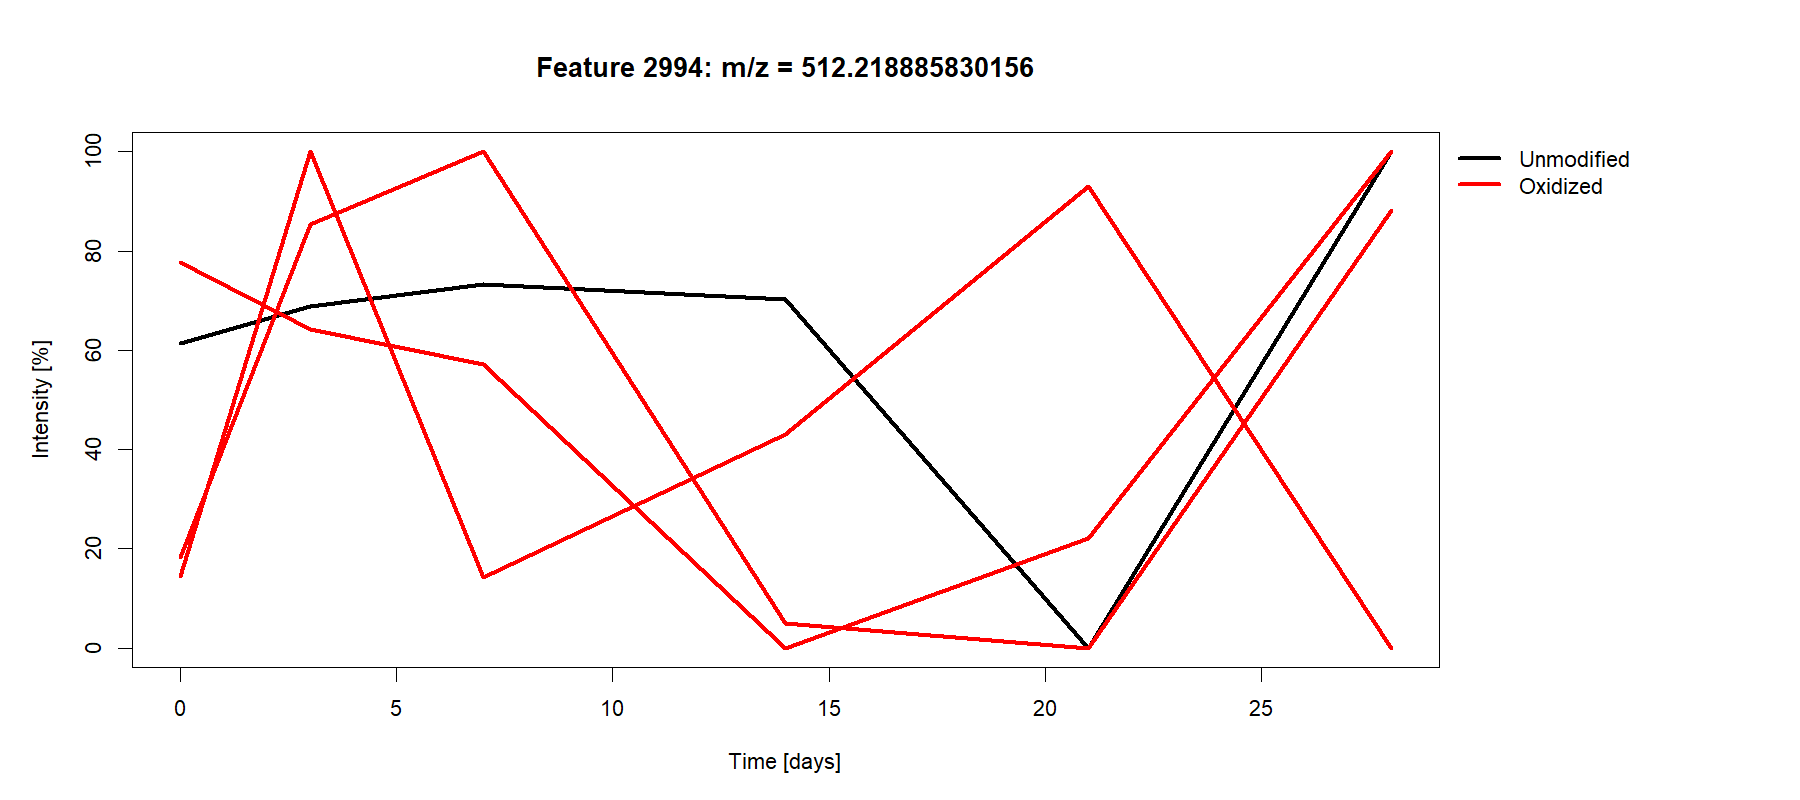 Feature 2994: m/z = 512.218885830156
Unmodified
Oxidized
Intensity [%]
100
80
60
40
20
0
0 5 10 15 20 25
Time [days]